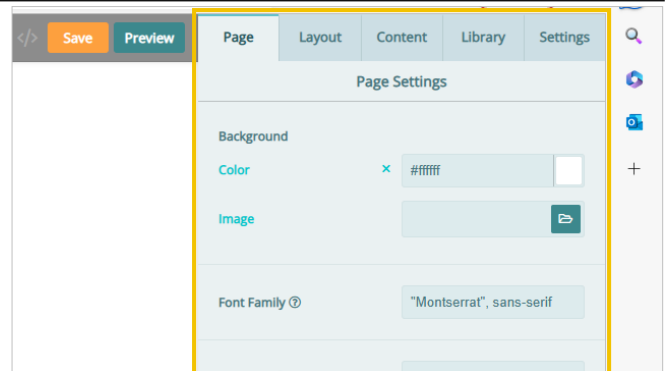 </> Save Preview Page Layout Content Library Settings
Page Settings
Background
Color × #ffffff
Image
Font Family ? "Montserrat", sans-serif